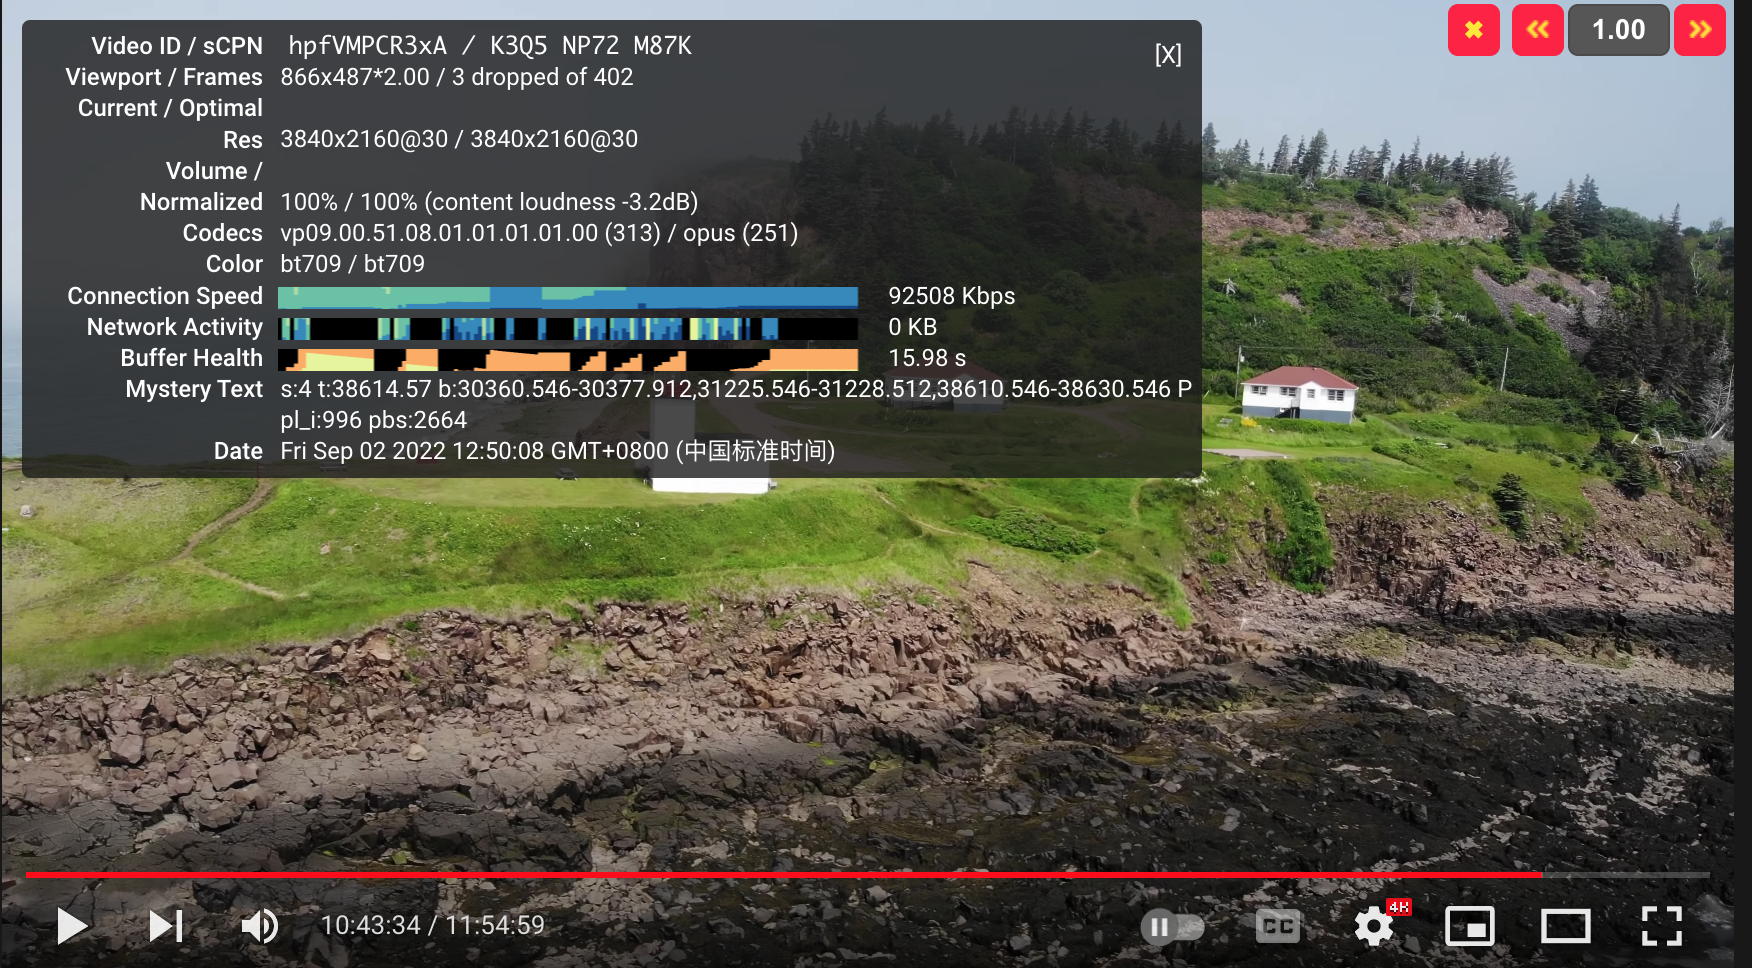 Video ID / sCPN hpfVMPCR3xA / K3Q5 NP72 M87K
[X]
Viewport / Frames 866x487*2.00 / 3 dropped of 402
Current / Optimal
Res 3840x2160@30 / 3840x2160@30
Volume /
Normalized 100% / 100% (content loudness -3.2dB)
Codecs vp09.00.51.08.01.01.01.01.00 (313) / opus (251)
Color bt709 / bt709
Connection Speed 92508 Kbps
Network Activity 0 KB
Buffer Health 15.98 s
Mystery Text s:4 t:38614.57 b:30360.546-30377.912,31225.546-31228.512,38610.546-38630.546 P
pl_i:996 pbs:2664
Date Fri Sep 02 2022 12:50:08 GMT+0800 (中国标准时间)
1.00
10:43:34 / 11:54:59
CC
4K